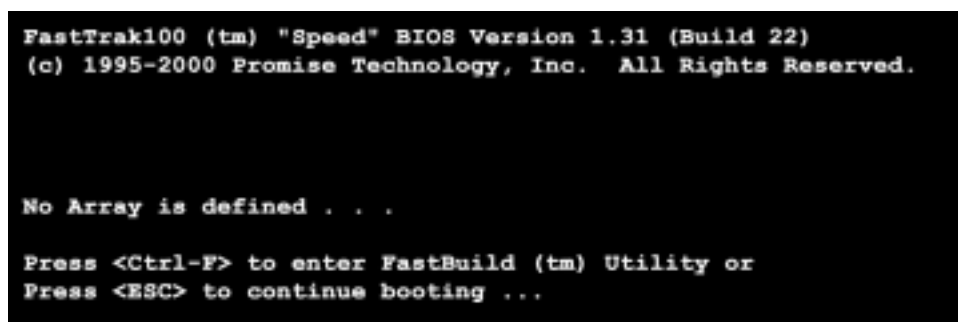 FastTrak100 (tm) "Speed" BIOS Version 1.31 (Build 22)
(c) 1995-2000 Promise Technology, Inc. All Rights Reserved.
No Array is defined . . .
Press <Ctrl-F> to enter FastBuild (tm) Utility or
Press <ESC> to continue booting ...